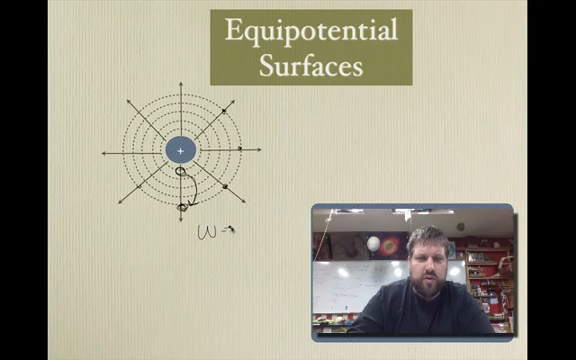 Equipotential
Surfaces
+
W =